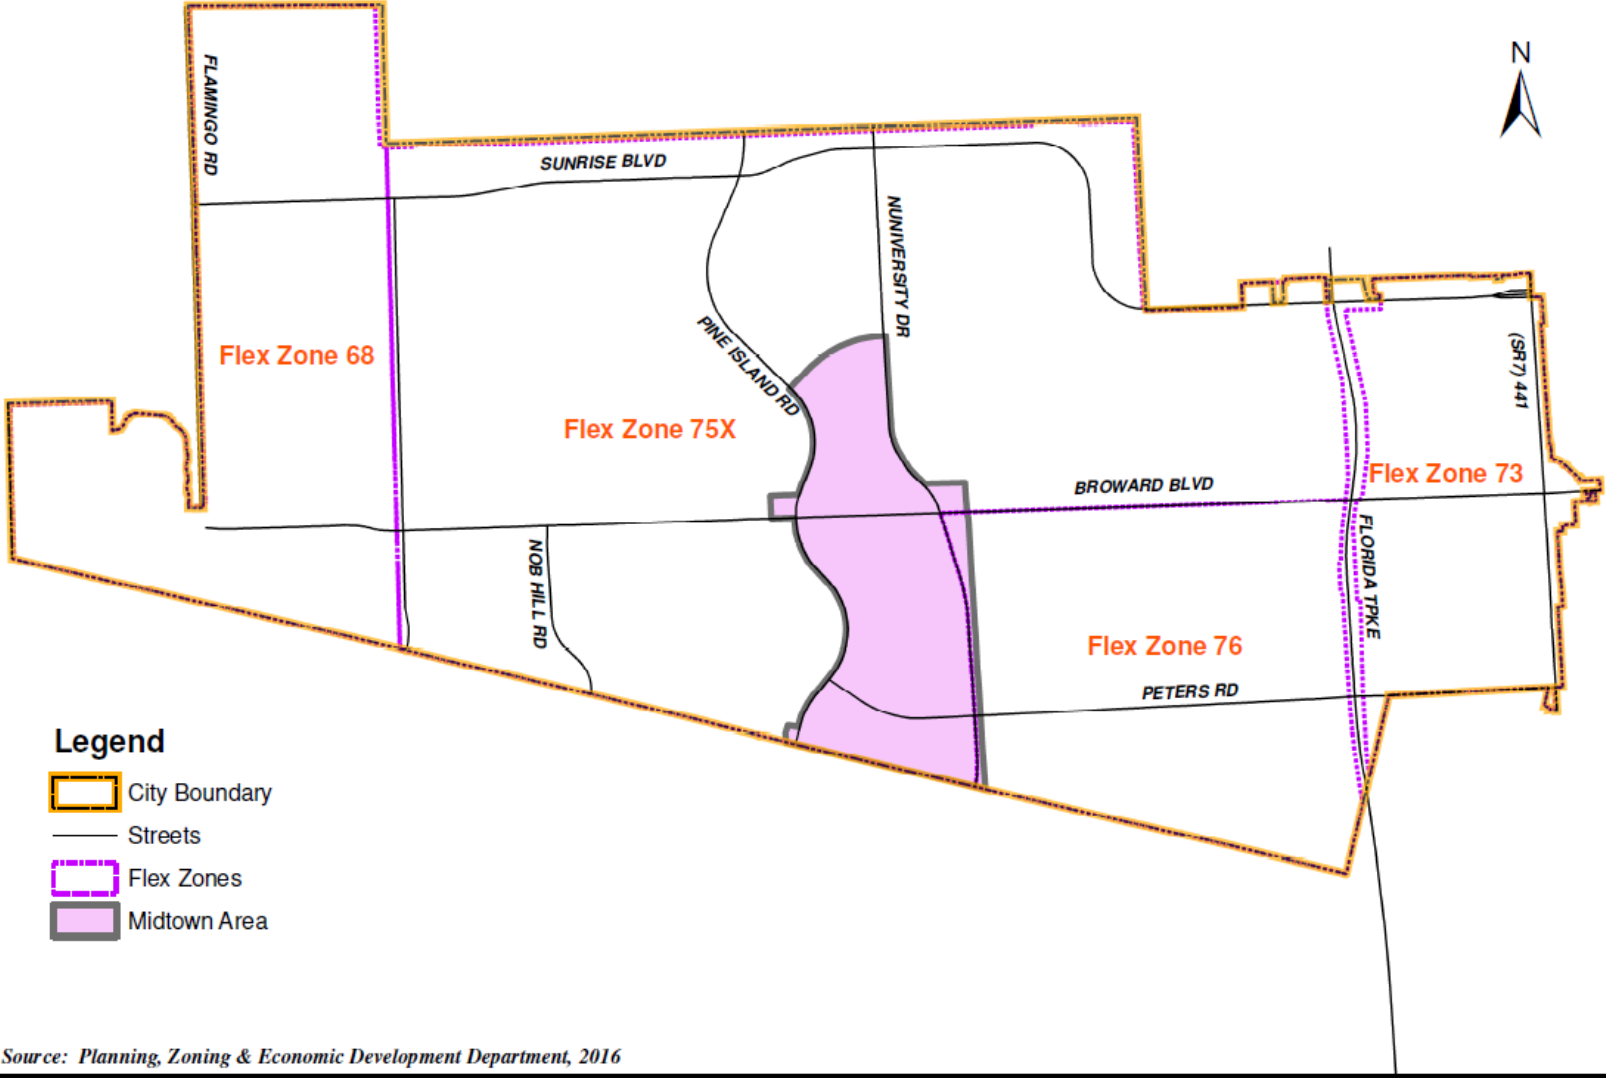 N
FLAMINGO RD
SUNRISE BLVD
NUNIVERSITY DR
PINE ISLAND RD
(SR7) 441
Flex Zone 68
Flex Zone 75X
Flex Zone 73
BROWARD BLVD
NOB HILL RD
FLORIDA TPKE
Flex Zone 76
PETERS RD
Legend
City Boundary
Streets
Flex Zones
Midtown Area
Source: Planning, Zoning & Economic Development Department, 2016